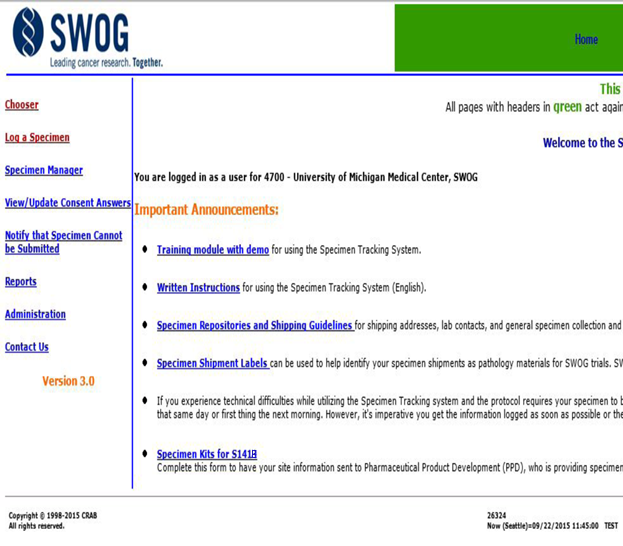 SWOG
Leading cancer research. Together.
Home
This
All pages with headers in green act again
Welcome to the S
Chooser
Log a Specimen
Specimen Manager
View/Update Consent Answers
Notify that Specimen Cannot
be Submitted
Reports
Administration
Contact Us
Version 3.0
You are logged in as a user for 4700 - University of Michigan Medical Center, SWOG
Important Announcements:
Training module with demo for using the Specimen Tracking System.
Written Instructions for using the Specimen Tracking System (English).
Specimen Repositories and Shipping Guidelines for shipping addresses, lab contacts, and general specimen collection and
Specimen Shipment Labels can be used to help identify your specimen shipments as pathology materials for SWOG trials. SW
If you experience technical difficulties while utilizing the Specimen Tracking system and the protocol requires your specimen to b
that same day or first thing the next morning. However, it's imperative you get the information logged as soon as possible or the
Specimen Kits for
Complete this form to have your site information sent to Pharmaceutical Product Development (PPD), who is providing specimen
Copyright © 1998-2015 CRAB
All rights reserved.
26324
Now (Seattle)=09/22/2015 11:45:00 TEST